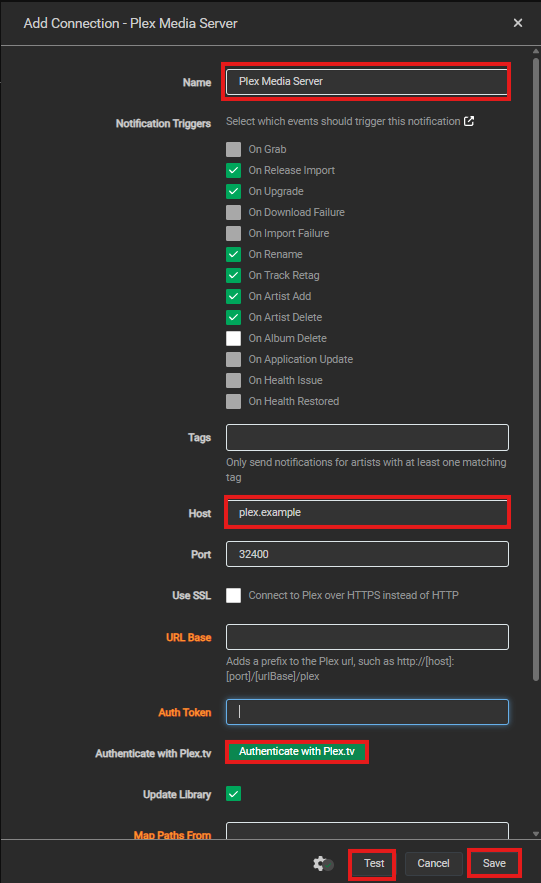 Add Connection - Plex Media Server
Name
Plex Media Server
Notification Triggers
Select which events should trigger this notification
On Grab
On Release Import
On Upgrade
On Download Failure
On Import Failure
On Rename
On Track Retag
On Artist Add
On Artist Delete
On Album Delete
On Application Update
On Health Issue
On Health Restored
Tags
Only send notifications for artists with at least one matching
tag
Host
plex.example
Port
32400
Use SSL
Connect to Plex over HTTPS instead of HTTP
URL Base
Adds a prefix to the Plex url, such as http://[host]:
[port]/[urlBase]/plex
Auth Token
Authenticate with Plex.tv
Authenticate with Plex.tv
Update Library
Map Paths From
Test
Cancel
Save